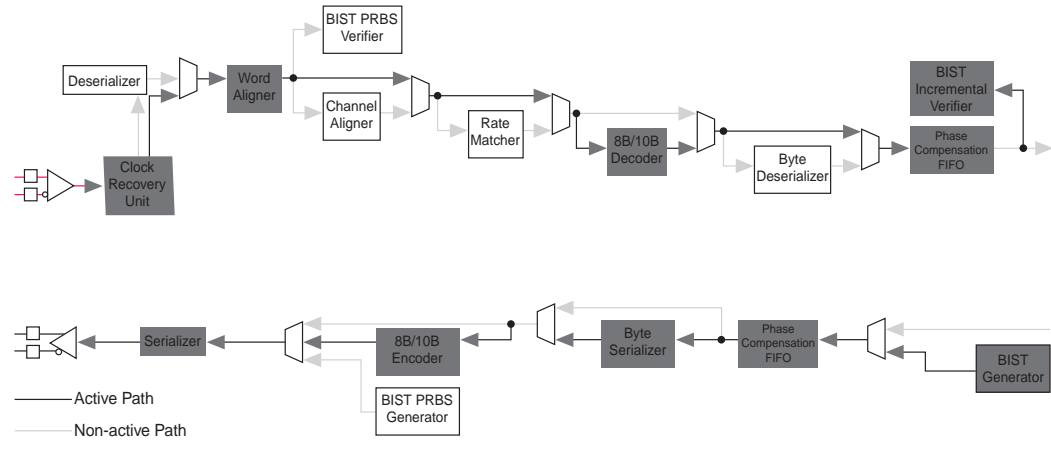 BIST PRBS
Verifier
Deserializer
Word
Aligner
Channel
Aligner
Rate
Matcher
8B/10B
Decoder
Byte
Deserializer
BIST
Incremental
Verifier
Phase
Compensation
FIFO
Clock
Recovery
Unit
Serializer
8B/10B
Encoder
BIST PRBS
Generator
Byte
Serializer
Phase
Compensation
FIFO
BIST
Generator
Active Path
Non-active Path